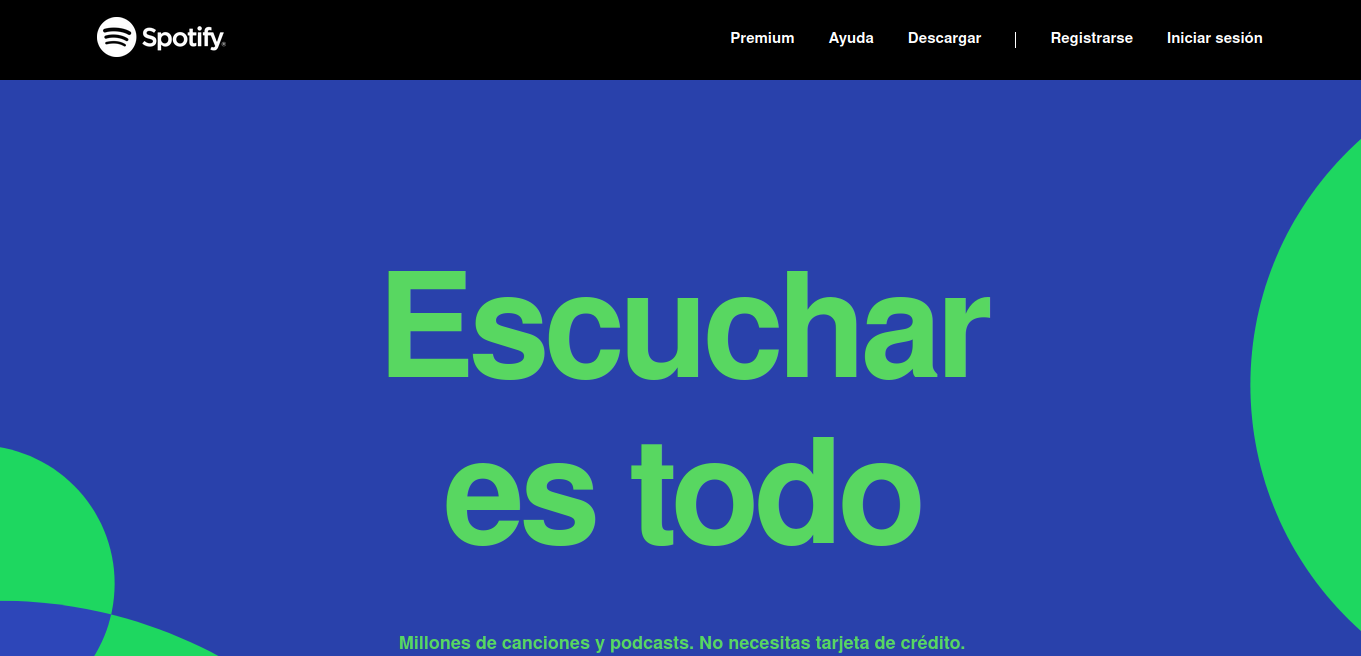 Spotify®
Premium Ayuda Descargar | Registrarse Iniciar sesión
Escuchar
es todo
Millones de canciones y podcasts. No necesitas tarjeta de crédito.